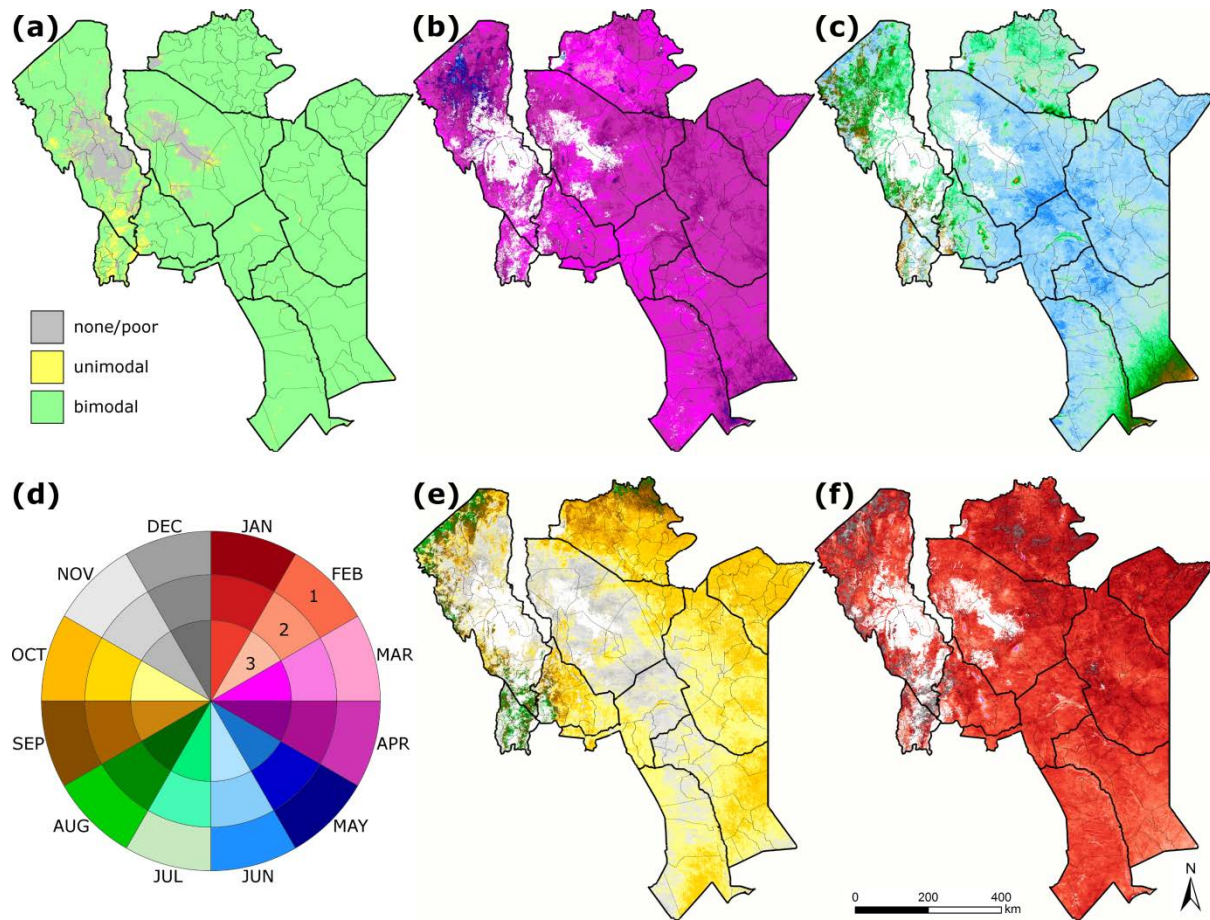 (a)
(b)
(c)
none/poor
unimodal
bimodal
(d)
(e)
(f)
DEC
JAN
NOV
FEB
1
2
3
OCT
MAR
SEP
APR
AUG
MAY
JUL
JUN
0 200 400
km
N